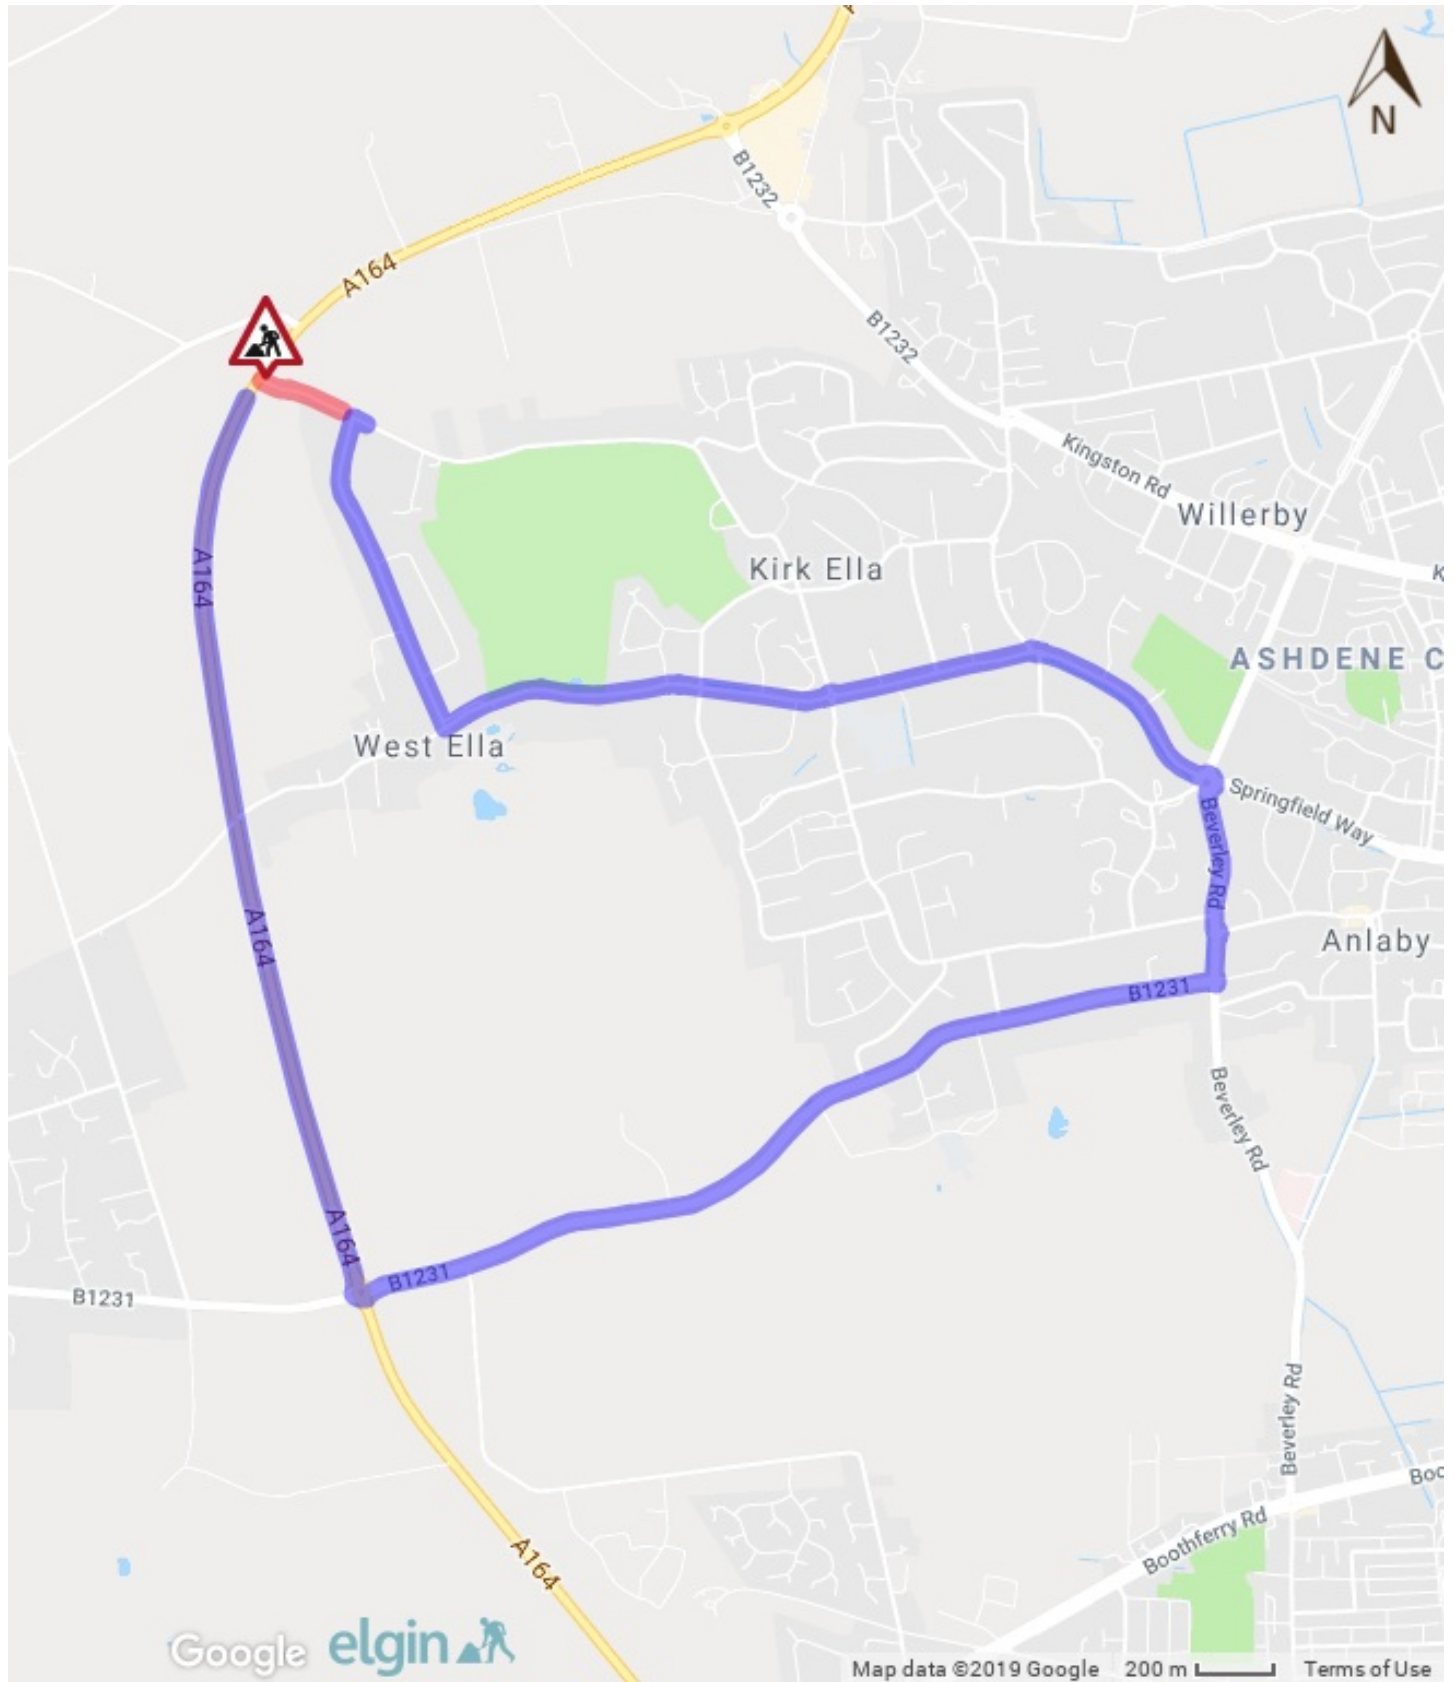 N
B1232
A164
B1232
Kingston Rd
Willerby
K
A164
Kirk Ella
ASHDENE C
West Ella
Springfield Way
Beverley Rd
A164
Anlaby
B1231
Beverley Rd
A164
B1231
B1231
Beverley Rd
Boo
Boothferry Rd
A164
Google
elgin
Map data ©2019 Google
200 m
Terms of Use